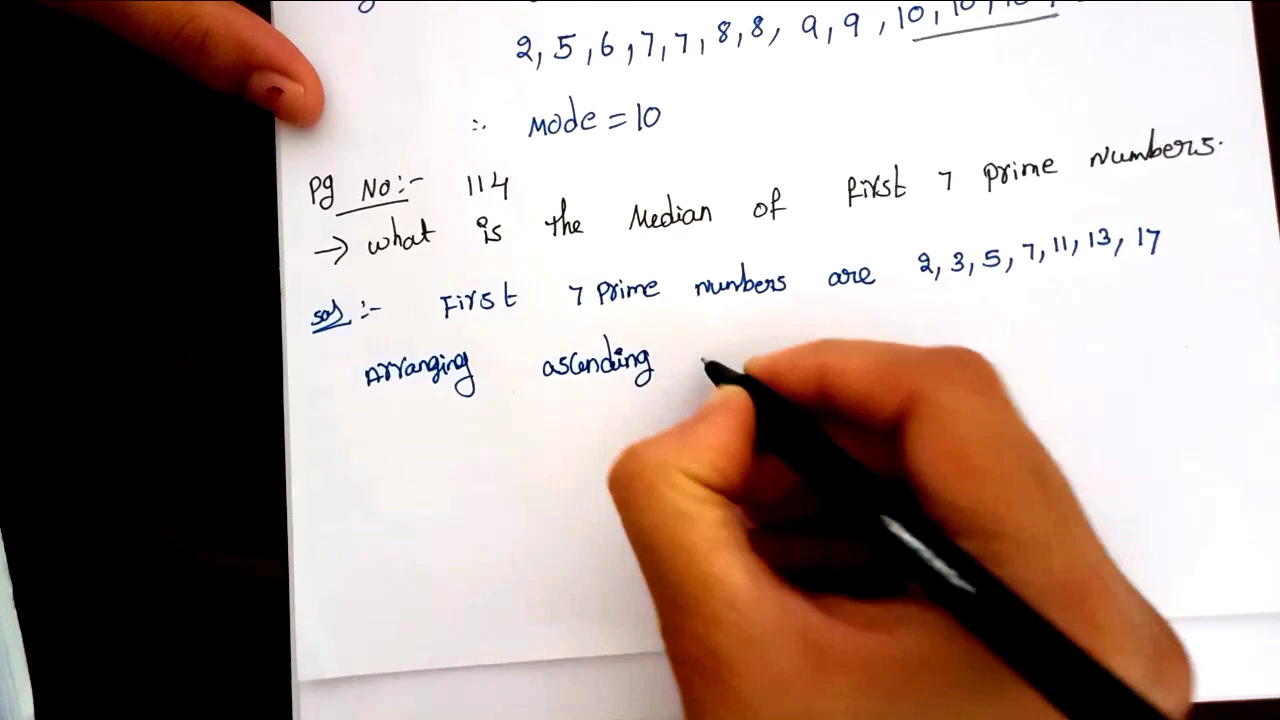 2, 5, 6, 7, 7, 8, 8, 9, 9, 10, 10, 10,
∴ Mode = 10
Pg No:- 114
→ what is the Median of first 7 prime Numbers.
Sol:- First 7 prime numbers are 2, 3, 5, 7, 11, 13, 17
Arranging ascending